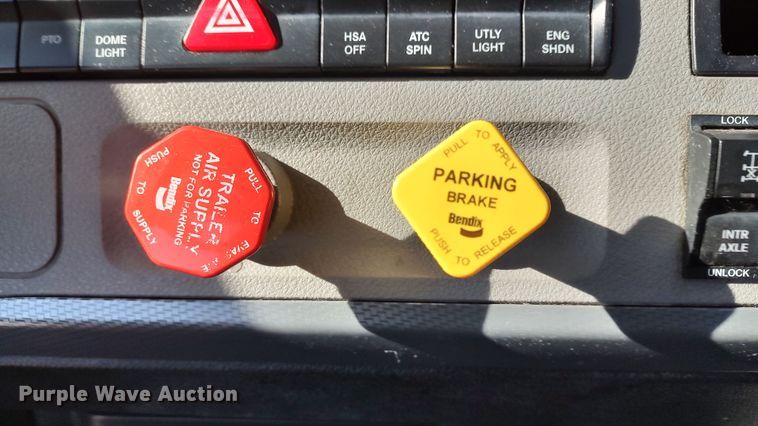 PTO
DOME
LIGHT
HSA
OFF
ATC
SPIN
UTLY
LIGHT
ENG
SHDN
LOCK
INTR
AXLE
UNLOCK
PUSH
TO
SUPPLY
PULL
TO
TRAILER
AIR SUPPLY
NOT FOR PARKING
Bendix
PULL TO APPLY
PARKING
BRAKE
Bendix
PUSH TO RELEASE
Purple Wave Auction